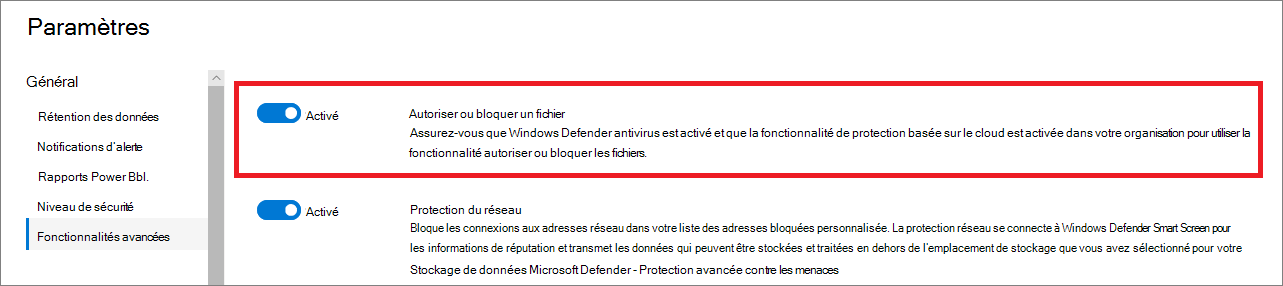 Paramètres
Général
Rétention des données
Notifications d'alerte
Rapports Power Bbl.
Niveau de sécurité
Fonctionnalités avancées
Activé
Autoriser ou bloquer un fichier
Assurez-vous que Windows Defender antivirus est activé et que la fonctionnalité de protection basée sur le cloud est activée dans votre organisation pour utiliser la
fonctionnalité autoriser ou bloquer les fichiers.
Activé
Protection du réseau
Bloque les connexions aux adresses réseau dans votre liste des adresses bloquées personnalisée. La protection réseau se connecte à Windows Defender Smart Screen pour
les informations de réputation et transmet les données qui peuvent être stockées et traitées en dehors de l'emplacement de stockage que vous avez sélectionné pour votre
Stockage de données Microsoft Defender - Protection avancée contre les menaces